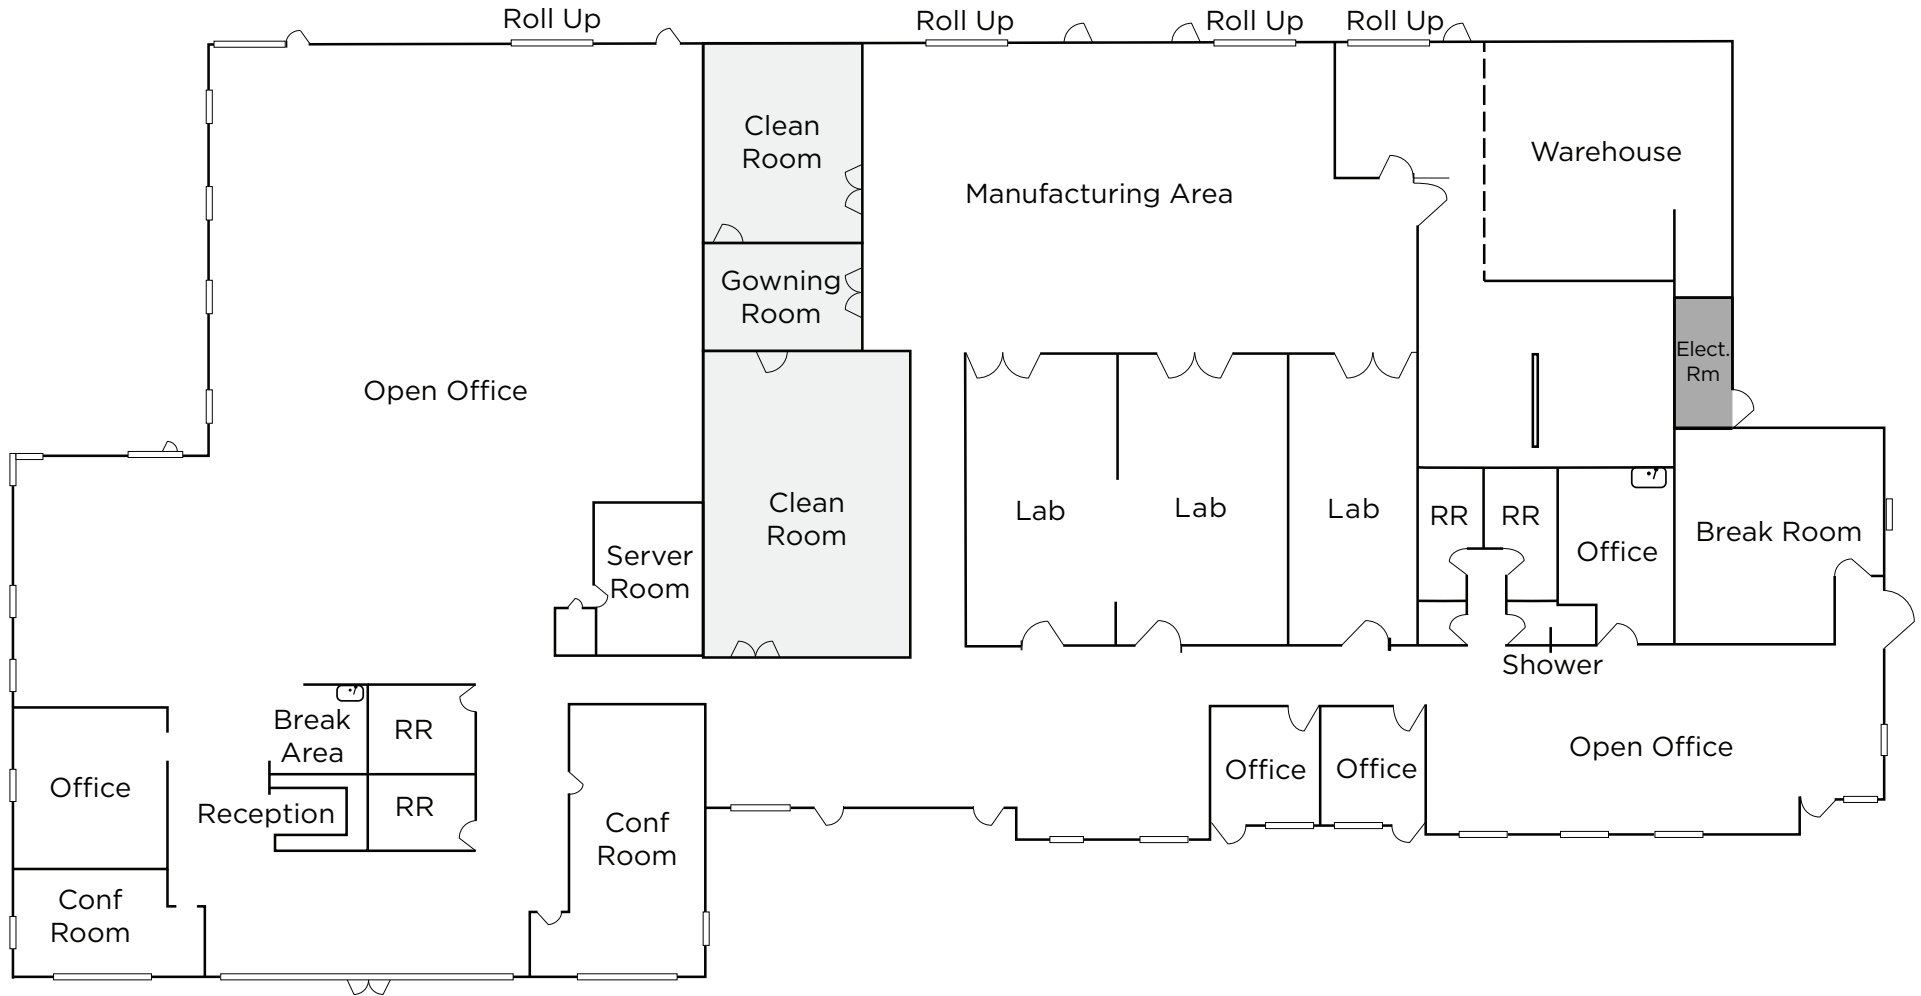 Roll Up
Roll Up
Roll Up
Roll Up
Clean
Room
Warehouse
Manufacturing Area
Gowning
Room
Elect.
Rm
Open Office
Clean
Room
Lab
Lab
Lab
RR
RR
Office
Break Room
Server
Room
Shower
Break
Area
RR
Open Office
Office
Office
Office
Reception
RR
Conf
Room
Conf
Room